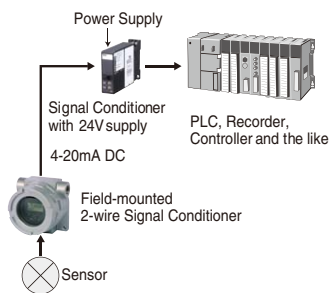 Power Supply
Signal Conditioner
with 24V supply
PLC, Recorder,
Controller and the like
4-20mA DC
Field-mounted
2-wire Signal Conditioner
Sensor